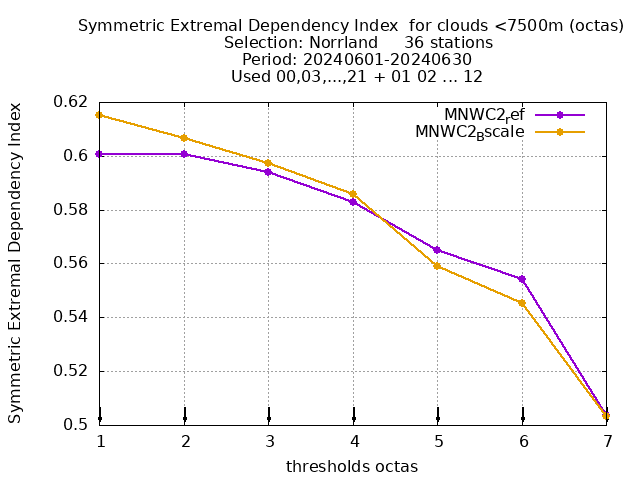 Symmetric Extremal Dependency Index  for clouds <7500m (octas)
Selection: Norrland     36 stations
Period: 20240601-20240630
Used 00,03,...,21 + 01 02 ... 12
Symmetric Extremal Dependency Index
0.62
0.6
0.58
0.56
0.54
0.52
0.5
MNWC2ref
MNWC2Bscale
1 2 3 4 5 6 7
thresholds octas